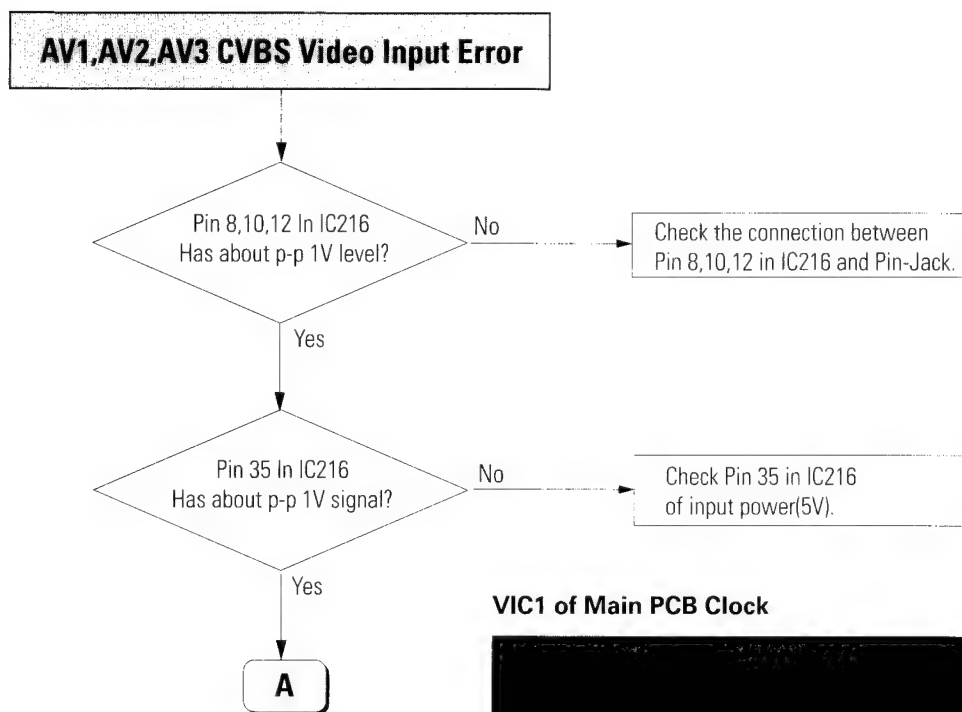 AV1,AV2,AV3 CVBS Video Input Error
Pin 8,10,12 In IC216
Has about p-p 1V level?
No
Check the connection between
Pin 8,10,12 in IC216 and Pin-Jack.
Yes
Pin 35 In IC216
Has about p-p 1V signal?
No
Check Pin 35 in IC216
of input power(5V).
Yes
VIC1 of Main PCB Clock
A